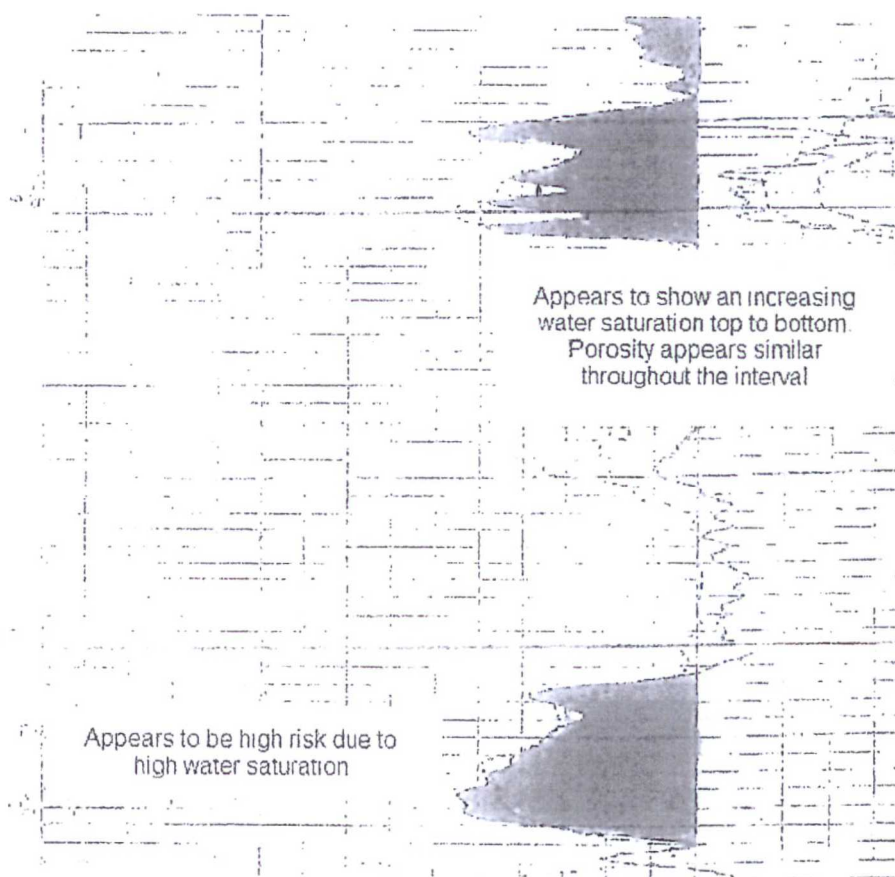 Appears to show an increasing
water saturation top to bottom.
Porosity appears similar
throughout the interval
Appears to be high risk due to
high water saturation